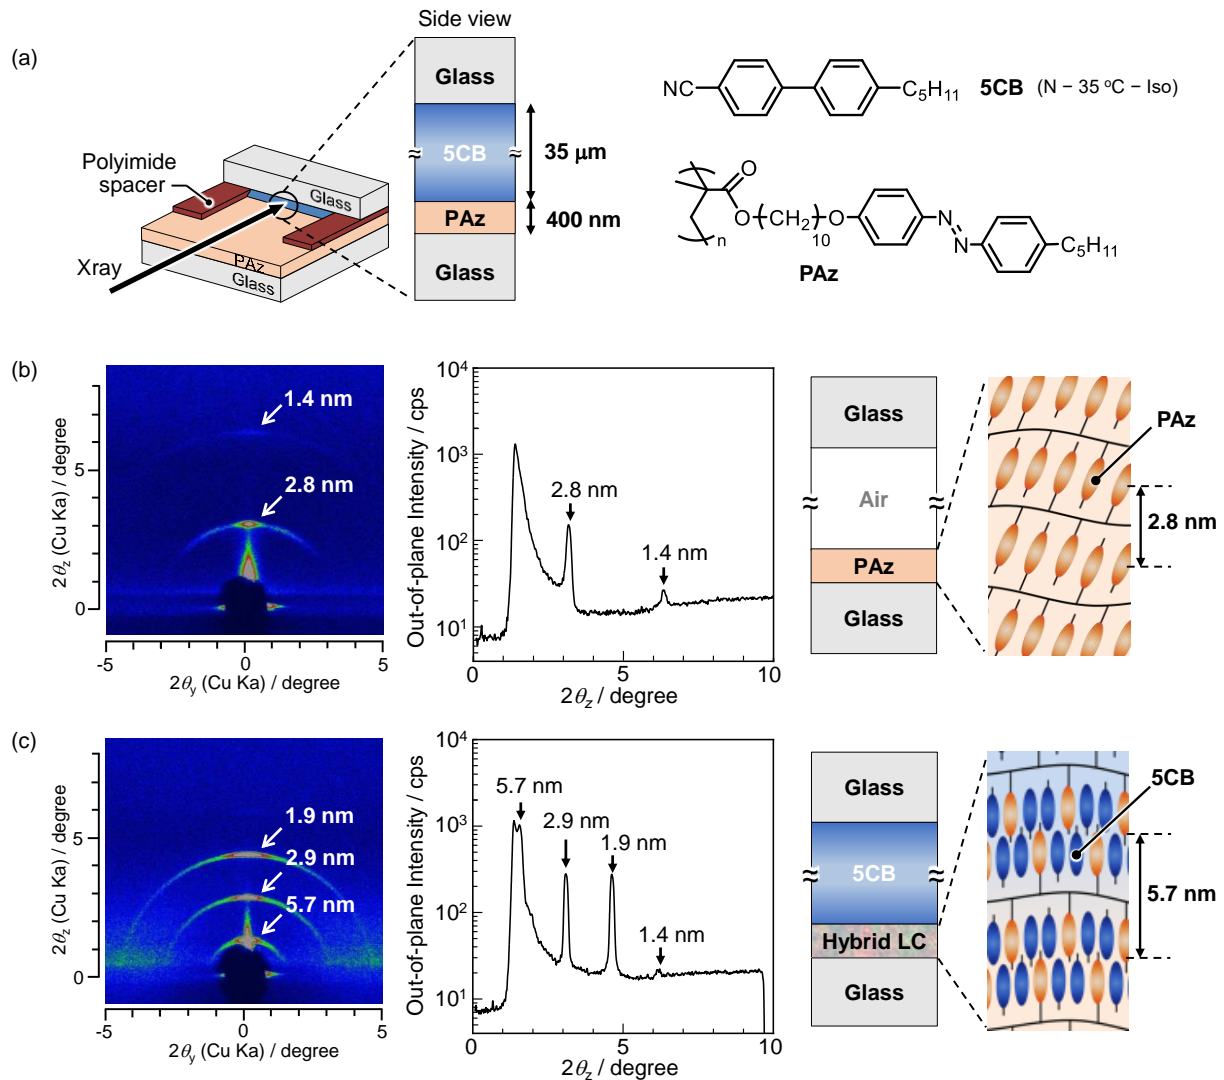 (a)
Side view
Glass
5CB
≈ ≈
35 μm
PAz
400 nm
Glass
Polyimide
spacer
Glass
PAz
Glass
Xray
NC
C5H11
5CB (N − 35 °C − Iso)
O
O
(CH2)10
O
N
N
n
C5H11
PAz
(b)
2θz (Cu Ka) / degree
5
0
1.4 nm
2.8 nm
-5 0 5
2θy (Cu Ka) / degree
Out-of-plane Intensity / cps
10^4
10^3
10^2
10^1
2.8 nm
1.4 nm
0 5 10
2θz / degree
Glass
≈ Air ≈
PAz
Glass
PAz
2.8 nm
(c)
2θz (Cu Ka) / degree
5
0
1.9 nm
2.9 nm
5.7 nm
-5 0 5
2θy (Cu Ka) / degree
Out-of-plane Intensity / cps
10^4
10^3
10^2
10^1
5.7 nm
2.9 nm
1.9 nm
1.4 nm
0 5 10
2θz / degree
Glass
≈ 5CB ≈
Hybrid LC
Glass
5CB
5.7 nm